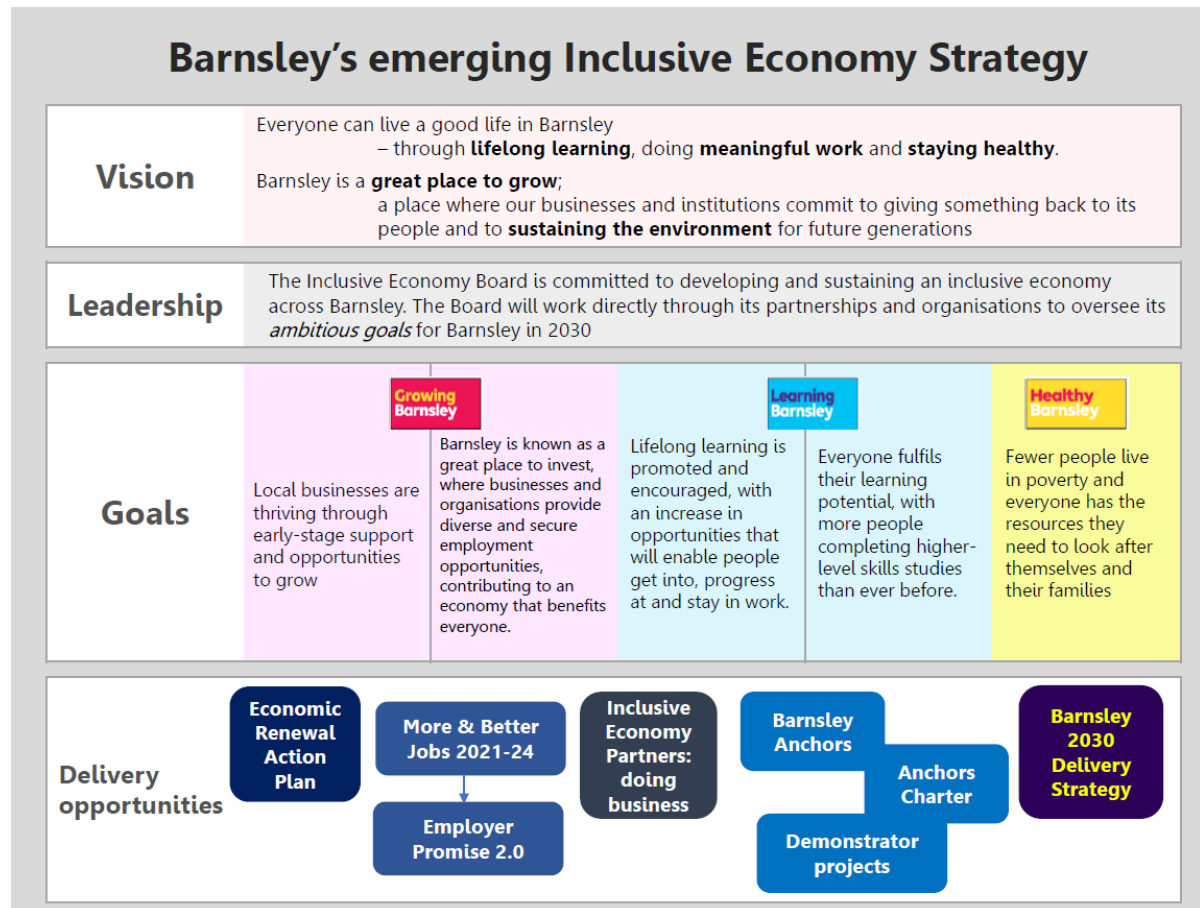 Barnsley's emerging Inclusive Economy Strategy
Vision
Everyone can live a good life in Barnsley
– through lifelong learning, doing meaningful work and staying healthy.
Barnsley is a great place to grow;
a place where our businesses and institutions commit to giving something back to its
people and to sustaining the environment for future generations
Leadership
The Inclusive Economy Board is committed to developing and sustaining an inclusive economy
across Barnsley. The Board will work directly through its partnerships and organisations to oversee its
ambitious goals for Barnsley in 2030
Goals
Growing
Barnsley
Local businesses are
thriving through
early-stage support
and opportunities
to grow
Barnsley is known as a
great place to invest,
where businesses and
organisations provide
diverse and secure
employment
opportunities,
contributing to an
economy that benefits
everyone.
Learning
Barnsley
Lifelong learning is
promoted and
encouraged, with
an increase in
opportunities that
will enable people
get into, progress
at and stay in work.
Everyone fulfils
their learning
potential, with
more people
completing higher-
level skills studies
than ever before.
Healthy
Barnsley
Fewer people live
in poverty and
everyone has the
resources they
need to look after
themselves and
their families
Delivery
opportunities
Economic
Renewal
Action
Plan
More & Better
Jobs 2021-24
Employer
Promise 2.0
Inclusive
Economy
Partners:
doing
business
Barnsley
Anchors
Anchors
Charter
Demonstrator
projects
Barnsley
2030
Delivery
Strategy